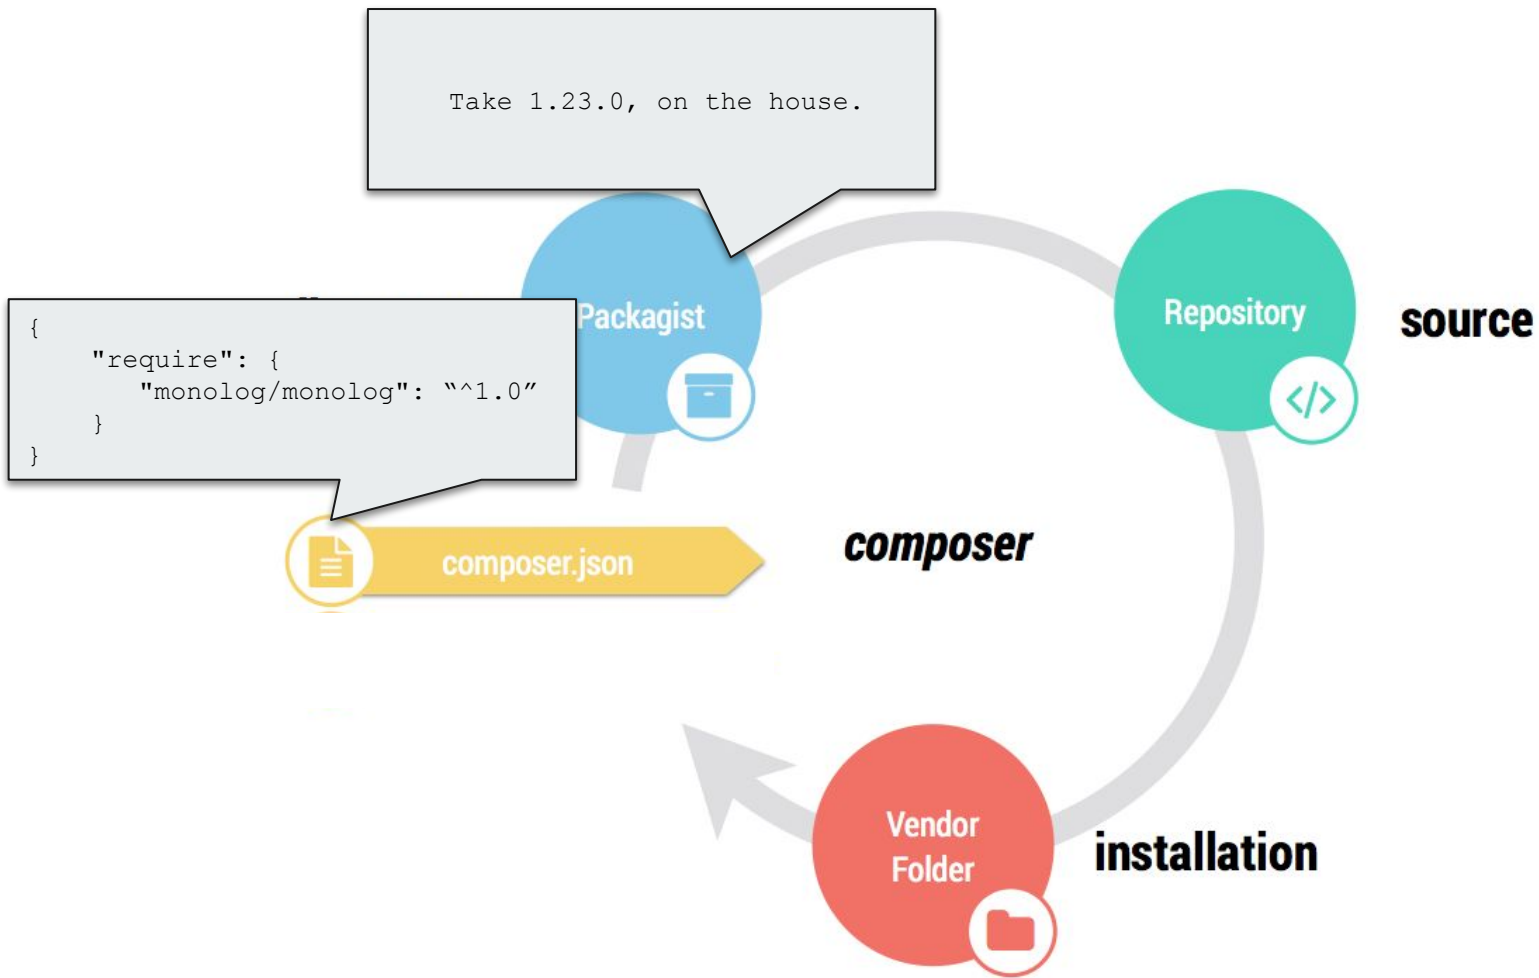 Take 1.23.0, on the house.
{
    "require": {
       "monolog/monolog": “^1.0”
    }
}
Packagist
Repository
source
</>
composer.json
composer
Vendor
Folder
installation